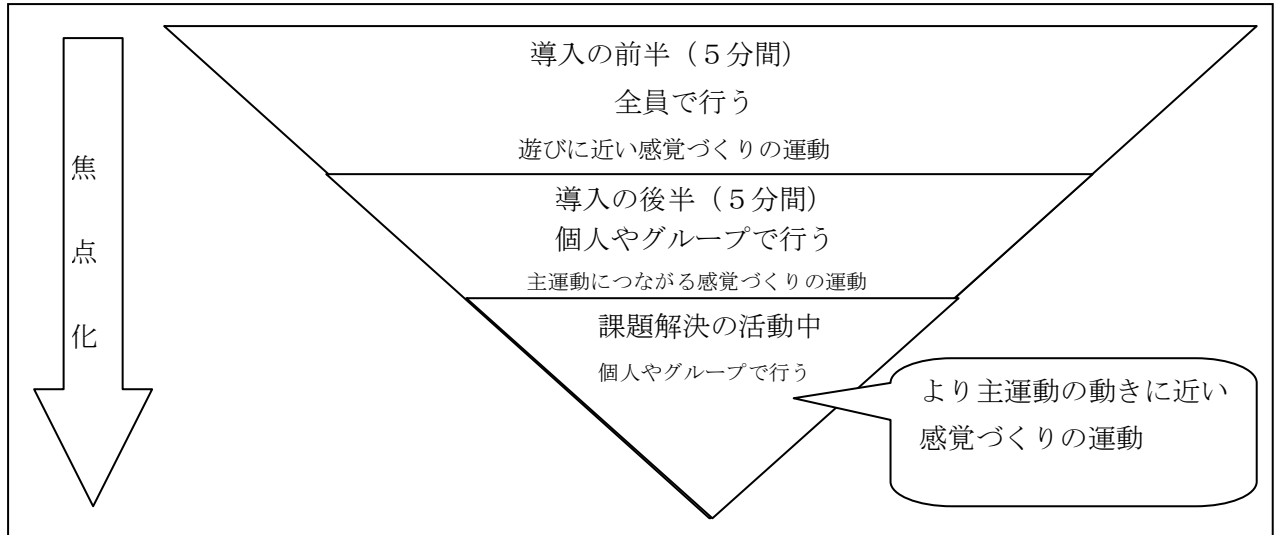 導入の前半（５分間）
全員で行う
遊びに近い感覚づくりの運動
導入の後半（５分間）
個人やグループで行う
主運動につながる感覚づくりの運動
課題解決の活動中
個人やグループで行う
より主運動の動きに近い
感覚づくりの運動
焦
点
化